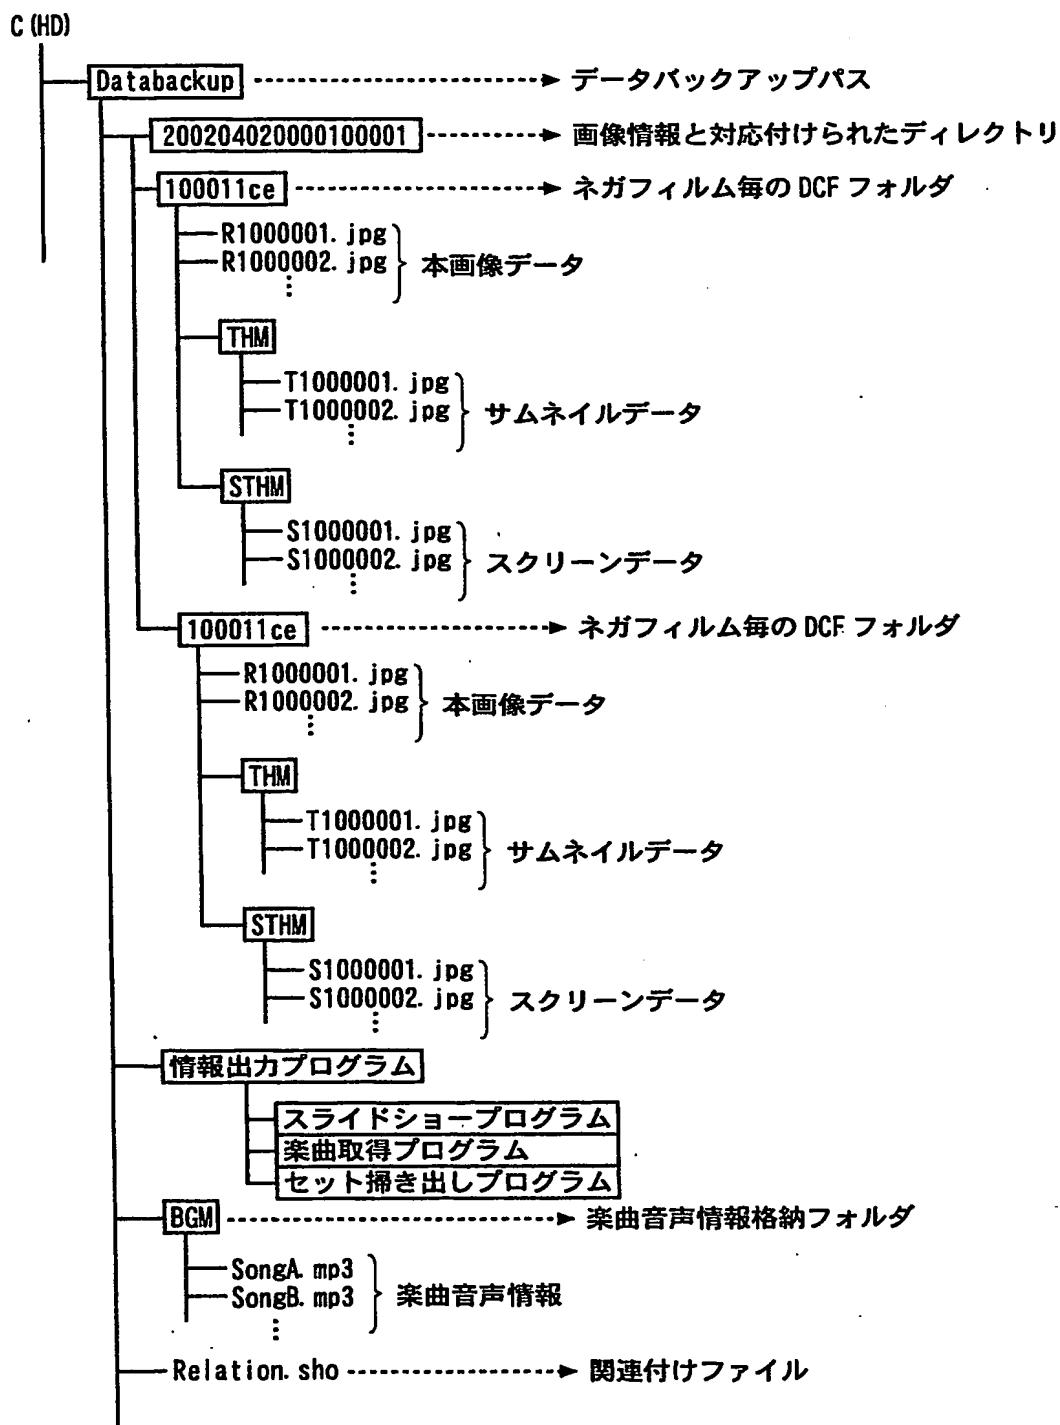 C (HD)
Databackup データバックアップパス
200204020000100001 画像情報と対応付けられたディレクトリ
100011ce ネガフィルム毎の DCF フォルダ
R1000001. jpg
R1000002. jpg
本画像データ
THM
T1000001. jpg
T1000002. jpg
サムネイルデータ
STHM
S1000001. jpg
S1000002. jpg
スクリーンデータ
100011ce ネガフィルム毎の DCF フォルダ
R1000001. jpg
R1000002. jpg
本画像データ
THM
T1000001. jpg
T1000002. jpg
サムネイルデータ
STHM
S1000001. jpg
S1000002. jpg
スクリーンデータ
情報出力プログラム
スライドショープログラム
楽曲取得プログラム
セット掃き出しプログラム
BGM 楽曲音声情報格納フォルダ
SongA. mp3
SongB. mp3
楽曲音声情報
Relation. sho 関連付けファイル